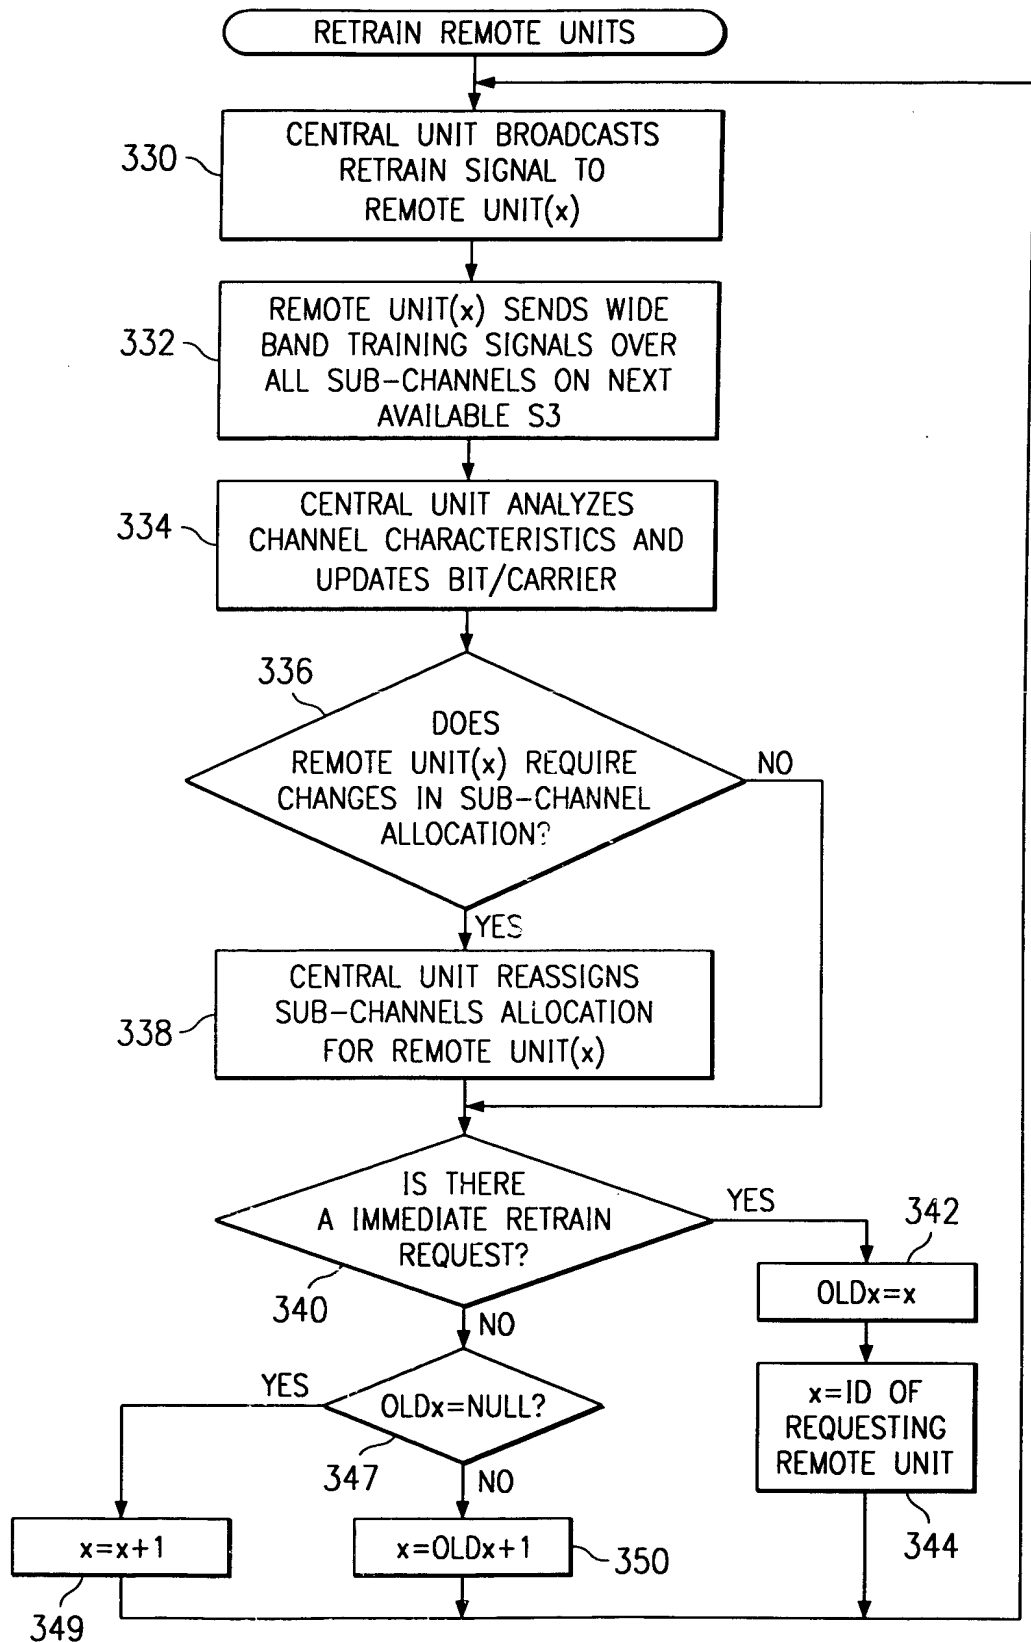 RETRAIN REMOTE UNITS
CENTRAL UNIT BROADCASTS
RETRAIN SIGNAL TO
REMOTE UNIT(x)
330
REMOTE UNIT(x) SENDS WIDE
BAND TRAINING SIGNALS OVER
ALL SUB-CHANNELS ON NEXT
AVAILABLE S3
332
CENTRAL UNIT ANALYZES
CHANNEL CHARACTERISTICS AND
UPDATES BIT/CARRIER
334
336
DOES
REMOTE UNIT(x) REQUIRE
CHANGES IN SUB-CHANNEL
ALLOCATION?
NO
YES
CENTRAL UNIT REASSIGNS
SUB-CHANNELS ALLOCATION
FOR REMOTE UNIT(x)
338
IS THERE
A IMMEDIATE RETRAIN
REQUEST?
340
YES
342
OLDx=x
NO
x=ID OF
REQUESTING
REMOTE UNIT
344
YES
OLDx=NULL?
347
NO
x=x+1
349
x=OLDx+1
350